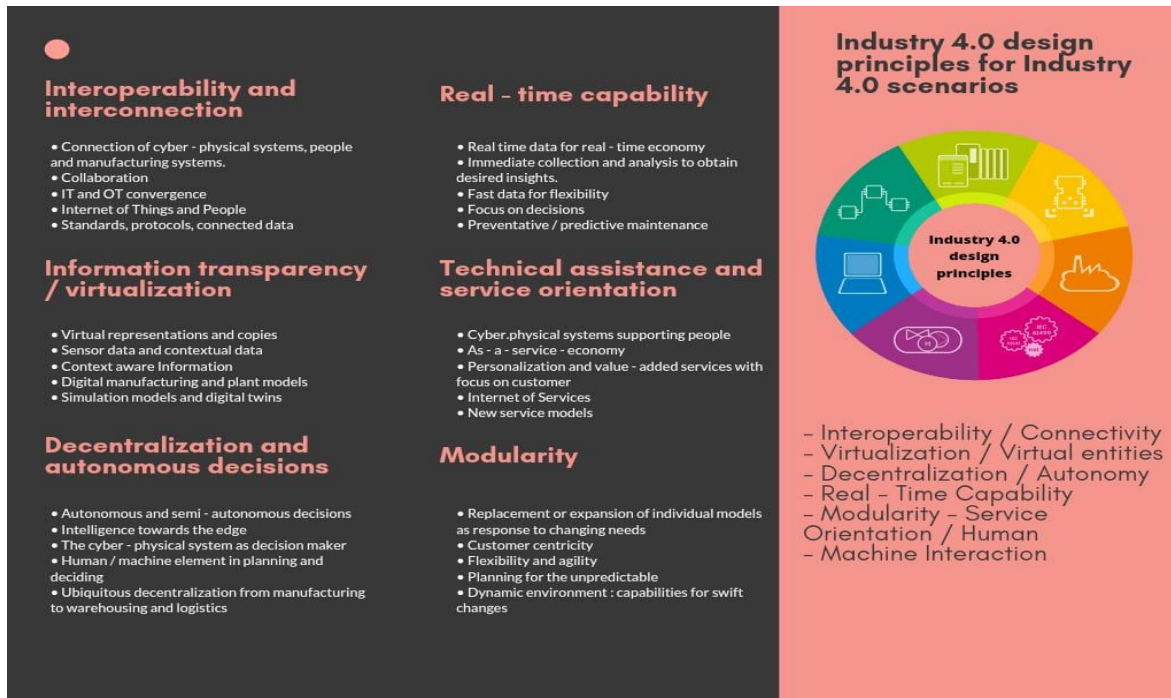 Interoperability and
interconnection
• Connection of cyber - physical systems, people
and manufacturing systems.
• Collaboration
• IT and OT convergence
• Internet of Things and People
• Standards, protocols, connected data
Information transparency
/ virtualization
• Virtual representations and copies
• Sensor data and contextual data
• Context aware Information
• Digital manufacturing and plant models
• Simulation models and digital twins
Decentralization and
autonomous decisions
• Autonomous and semi - autonomous decisions
• Intelligence towards the edge
• The cyber - physical system as decision maker
• Human / machine element in planning and
deciding
• Ubiquitous decentralization from manufacturing
to warehousing and logistics
Real - time capability
• Real time data for real - time economy
• Immediate collection and analysis to obtain
desired insights.
• Fast data for flexibility
• Focus on decisions
• Preventative / predictive maintenance
Technical assistance and
service orientation
• Cyber.physical systems supporting people
• As - a - service - economy
• Personalization and value - added services with
focus on customer
• Internet of Services
• New service models
Modularity
• Replacement or expansion of individual models
as response to changing needs
• Customer centricity
• Flexibility and agility
• Planning for the unpredictable
• Dynamic environment : capabilities for swift
changes
Industry 4.0 design
principles for Industry
4.0 scenarios
Industry 4.0
design
principles
IEC
61499
M
- Interoperability / Connectivity
- Virtualization / Virtual entities
- Decentralization / Autonomy
- Real - Time Capability
- Modularity - Service
Orientation / Human
- Machine Interaction